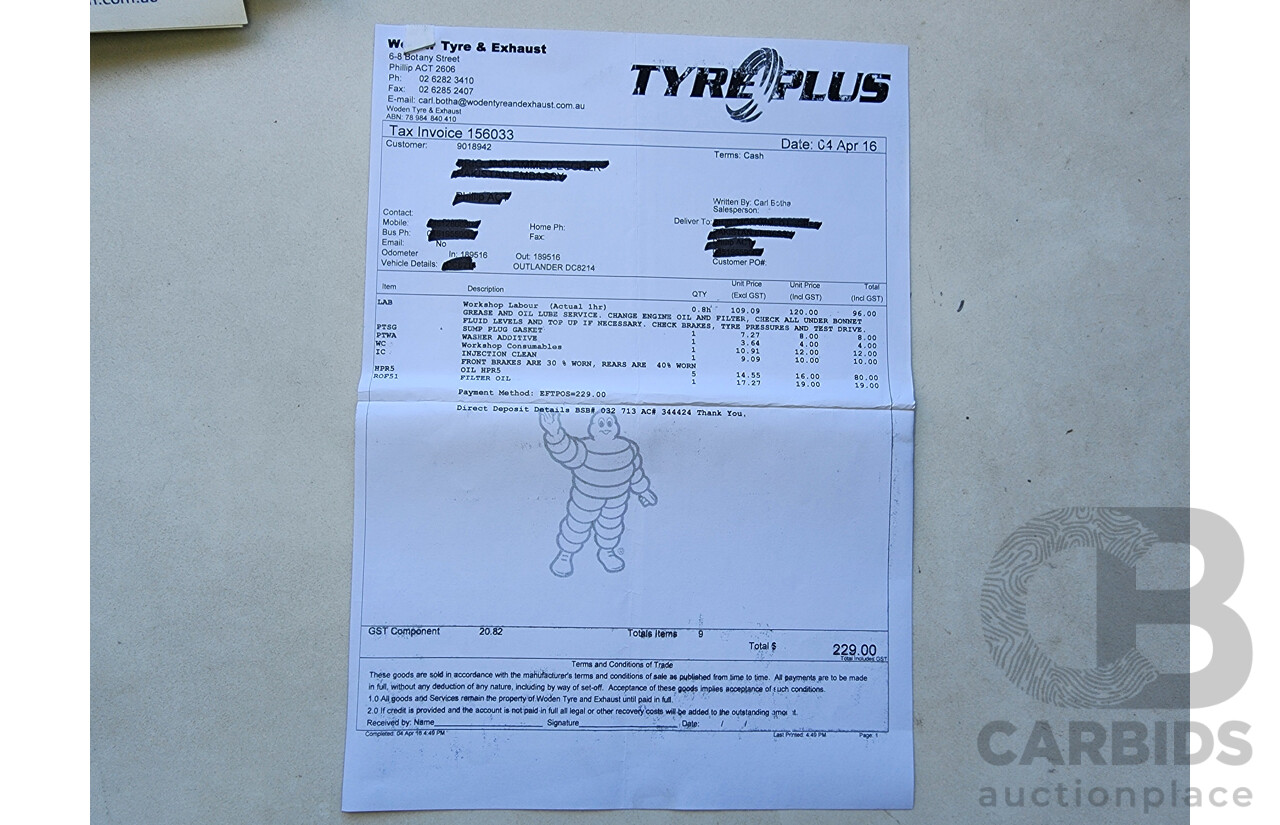 Tyre & Exhaust
6-8 Botany Street
Phillip ACT 2606
Ph: 02 6282 3410
Fax: 02 6285 2407
E-mail: carl.botha@wodentyreandexhaust.com.au
Woden Tyre & Exhaust
ABN: 78 984 840 410
TYREPLUS
Tax Invoice 156033
Date: 04 Apr 16
Customer: 9018942
Terms: Cash
Written By: Carl Botha
Salesperson:
Deliver To:
Contact:
Mobile:
Home Ph:
Bus Ph:
Fax:
Email: No
Odometer In: 189516 Out: 189516
Vehicle Details: OUTLANDER DC8214
Customer PO#:
Item Description QTY Unit Price (Excl GST) Unit Price (Incl GST) Total (Incl GST)
LAB Workshop Labour (Actual 1hr) 0.8h 109.09 120.00 96.00
GREASE AND OIL LUBE SERVICE. CHANGE ENGINE OIL AND FILTER, CHECK ALL UNDER BONNET
FLUID LEVELS AND TOP UP IF NECESSARY. CHECK BRAKES, TYRE PRESSURES AND TEST DRIVE.
PTSG SUMP PLUG GASKET 1 7.27 8.00 8.00
PTWA WASHER ADDITIVE 1 3.64 4.00 4.00
WC Workshop Consumables 1 10.91 12.00 12.00
IC INJECTION CLEAN 1 9.09 10.00 10.00
FRONT BRAKES ARE 30 % WORN, REARS ARE 40% WORN
HPR5 OIL HPR5 5 14.55 16.00 80.00
ROF51 FILTER OIL 1 17.27 19.00 19.00
Payment Method: EFTPOS=229.00
Direct Deposit Details BSB# 032 713 AC# 344424 Thank You.
GST Component 20.82 Totals Items 9
Total $ 229.00
Total Includes GST
Terms and Conditions of Trade
These goods are sold in accordance with the manufacturer's terms and conditions of sale as published from time to time. All payments are to be made
in full, without any deduction of any nature, including by way of set-off. Acceptance of these goods implies acceptance of such conditions.
1.0 All goods and Services remain the property of Woden Tyre and Exhaust until paid in full.
2.0 If credit is provided and the account is not paid in full all legal or other recovery costs will be added to the outstanding
Received by: Name Signature Date: / /
Completed: 04 Apr 16 4:49 PM Last Printed: 4:49 PM Page: 1
CB
CARBIDS
auctionplace